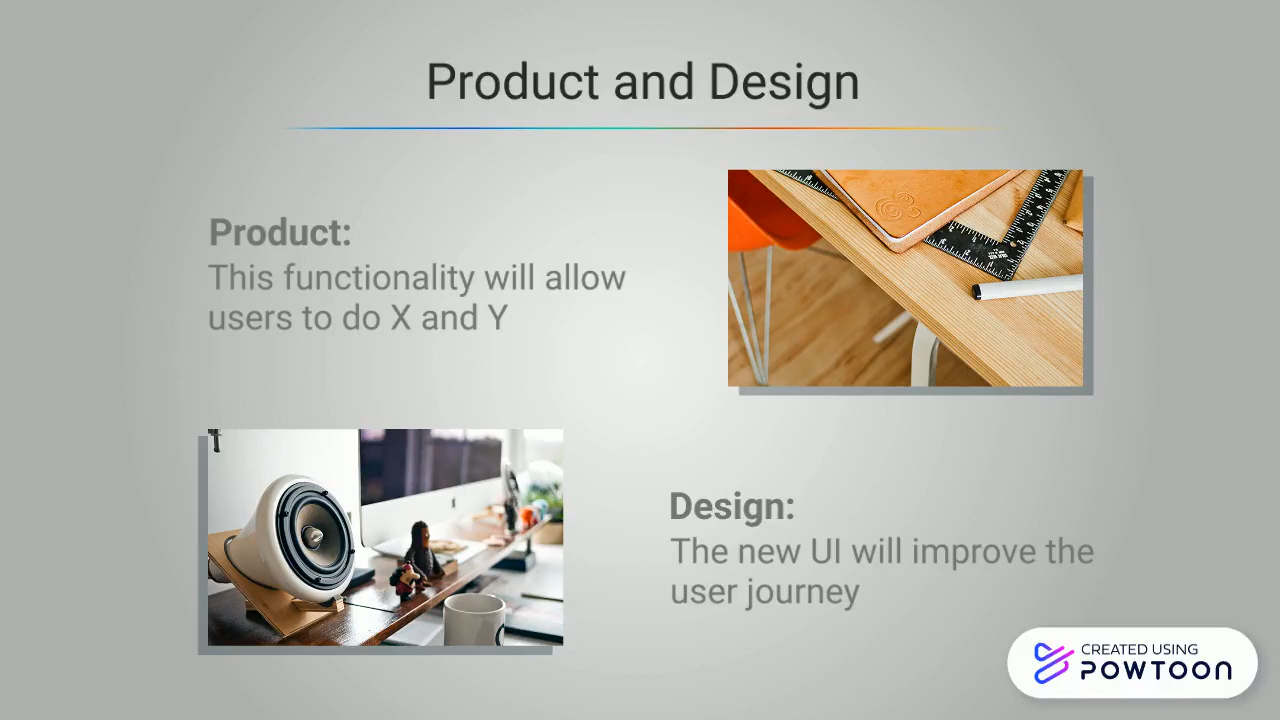 Product and Design
Product:
This functionality will allow
users to do X and Y
Design:
The new UI will improve the
user journey
CREATED USING
POWTOON